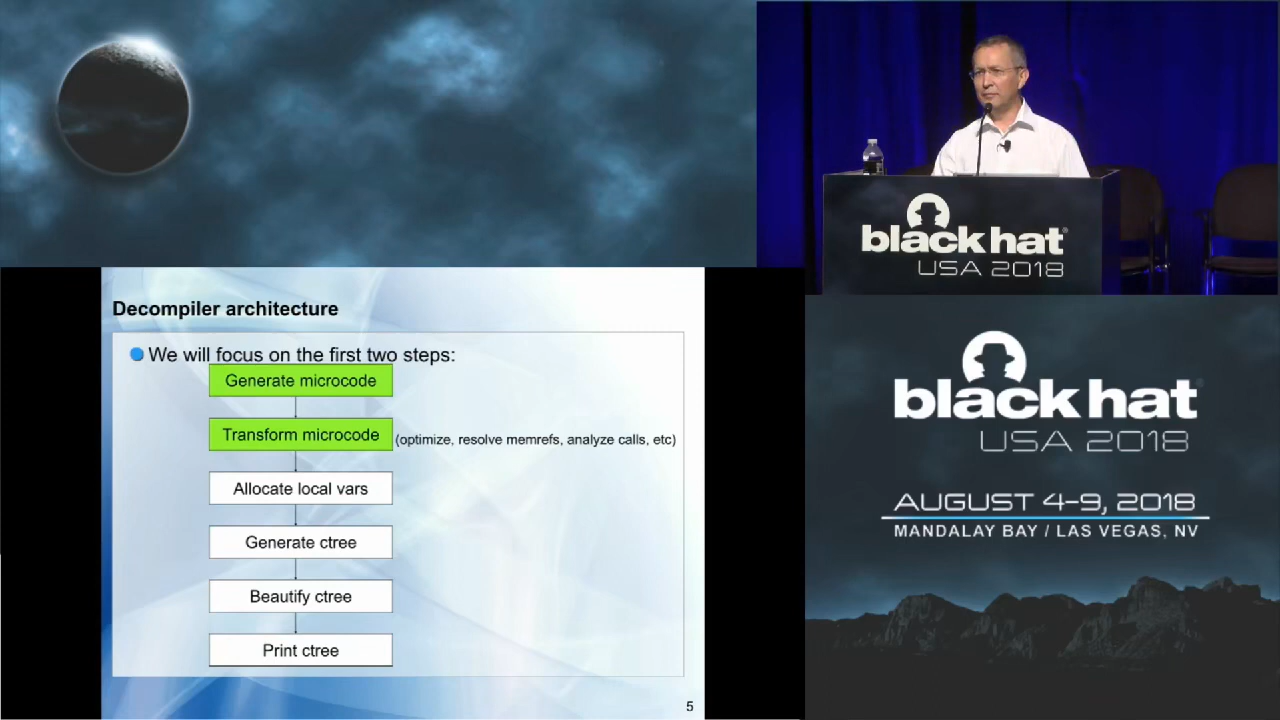 black hat
USA 2018
Decompiler architecture
We will focus on the first two steps:
Generate microcode
Transform microcode (optimize, resolve memrefs, analyze calls, etc)
Allocate local vars
Generate ctree
Beautify ctree
Print ctree
5
black hat
USA 2018
AUGUST 4-9, 2018
MANDALAY BAY / LAS VEGAS, NV